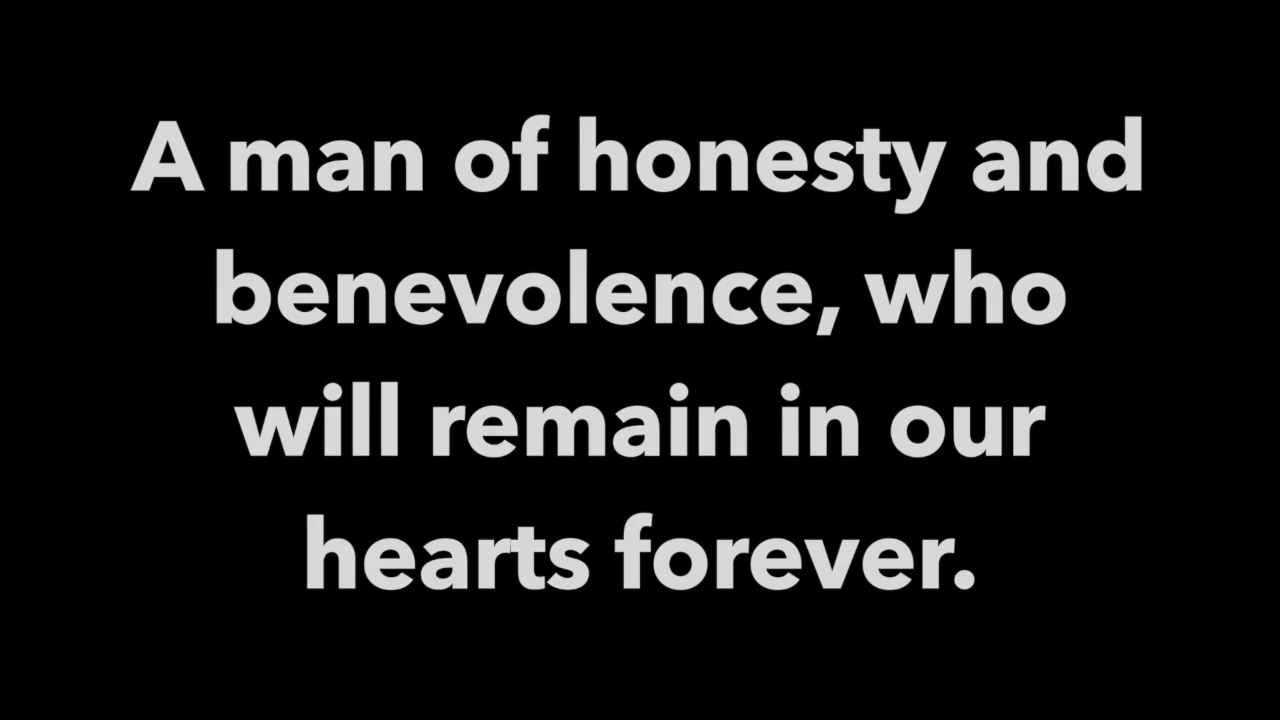 A man of honesty and
benevolence, who
will remain in our
hearts forever.